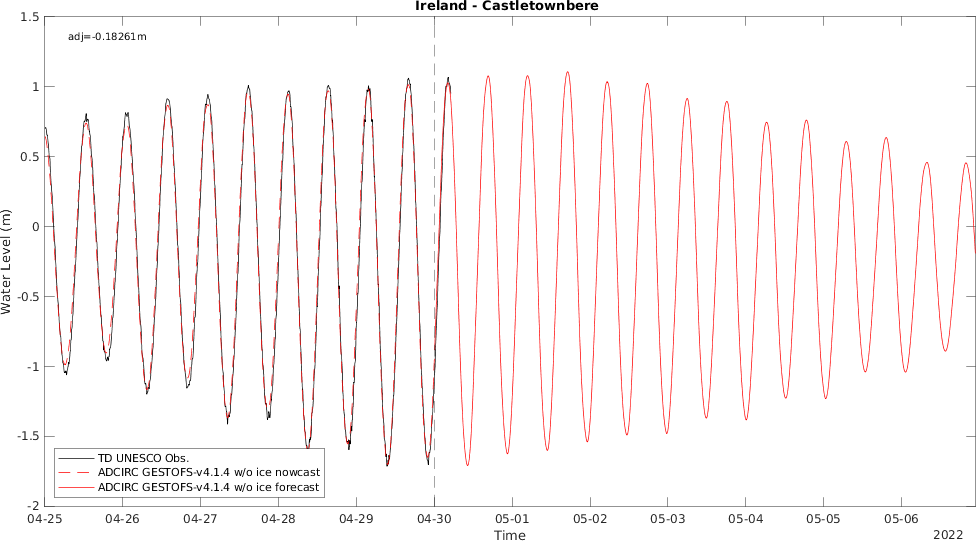 Ireland - Castletownbere
adj=-0.18261m
1.5
1
0.5
0
-0.5
-1
-1.5
-2
Water Level (m)
TD UNESCO Obs.
ADCIRC GESTOFS-v4.1.4 w/o ice nowcast
ADCIRC GESTOFS-v4.1.4 w/o ice forecast
04-25 04-26 04-27 04-28 04-29 04-30 05-01 05-02 05-03 05-04 05-05 05-06
Time
2022